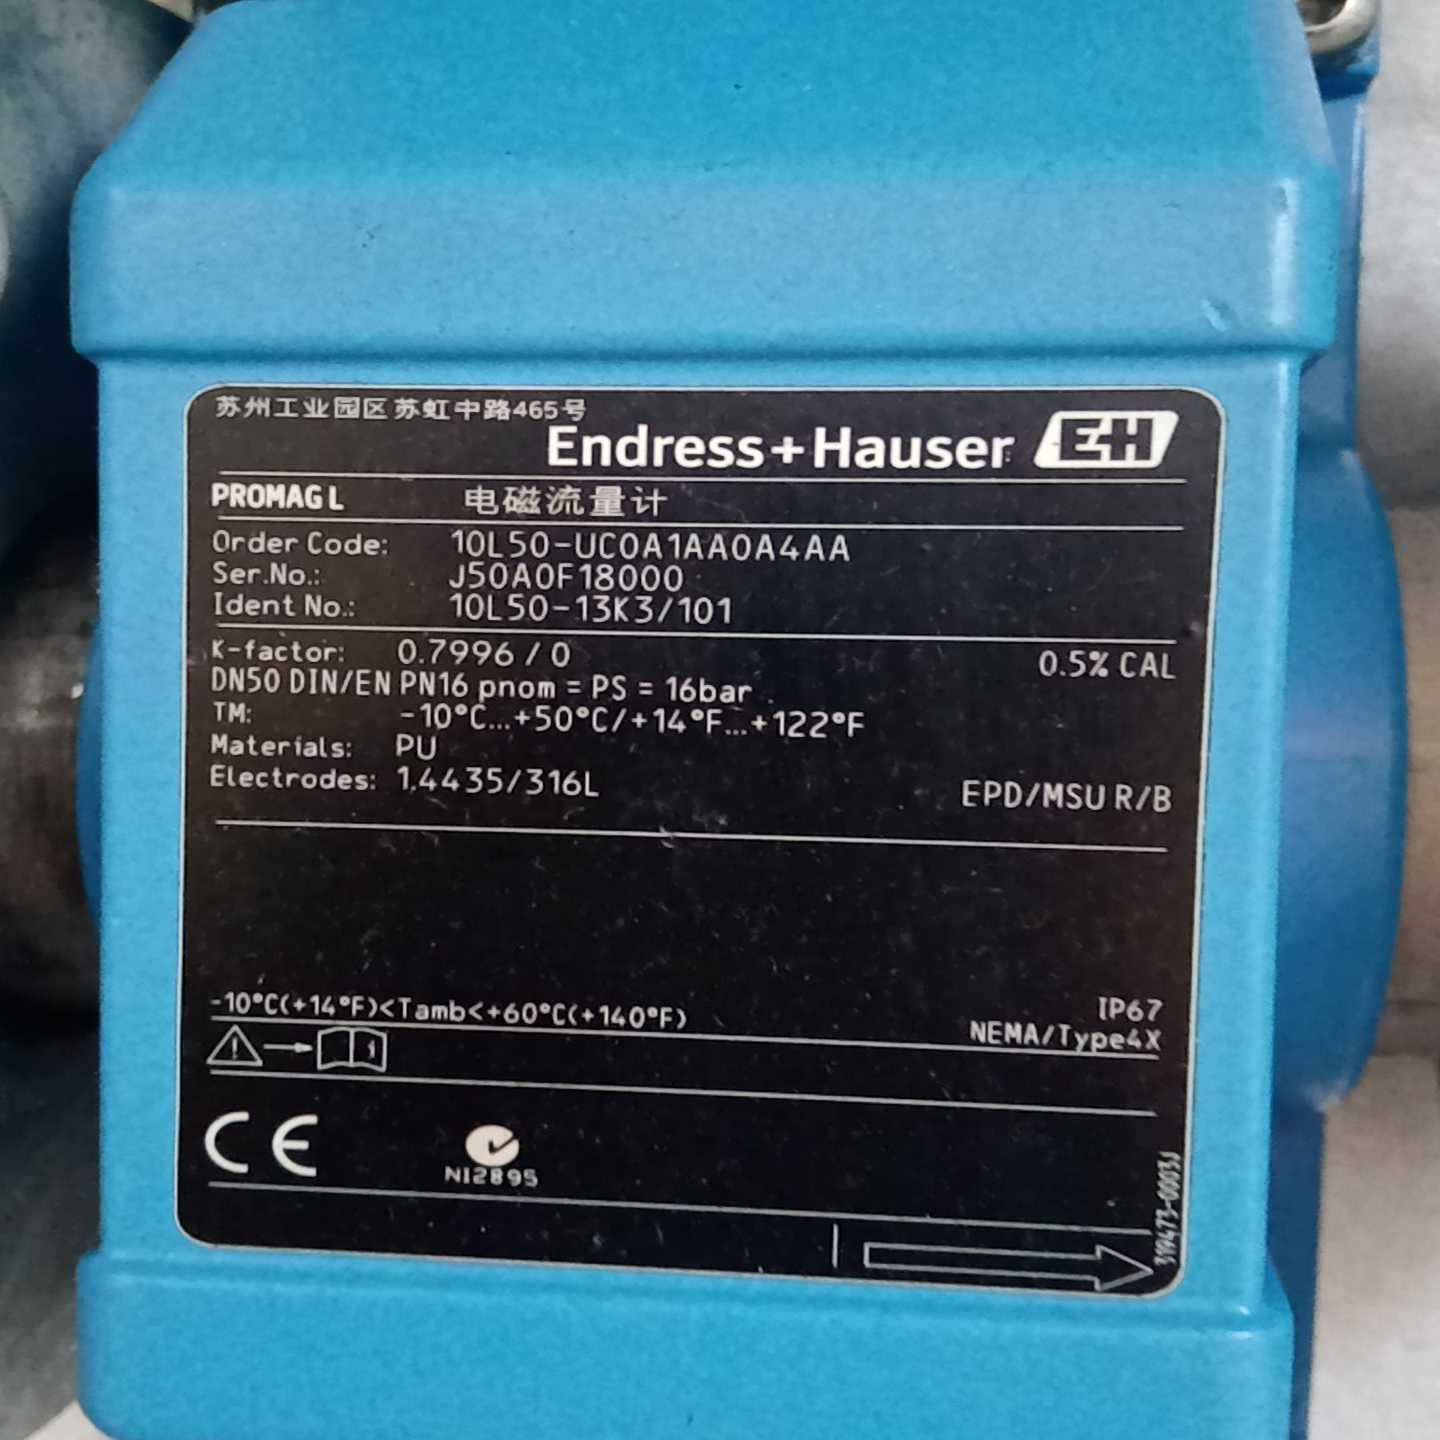 苏州工业园区苏虹中路465号
Endress+Hauser EH
PROMAG L 电磁流量计
Order Code: 10L50-UC0A1AA0A4AA
Ser.No.: J50A0F18000
Ident No.: 10L50-13K3/101
K-factor: 0.7996 / 0 0.5% CAL
DN50 DIN/EN PN16 pnom = PS = 16bar
TM: -10°C...+50°C/+14°F...+122°F
Materials: PU
Electrodes: 1.4435/316L EPD/MSU R/B
-10°C(+14°F)<Tamb<+60°C(+140°F) IP67
NEMA/Type4X
i
CE
N12895
319473-0003J